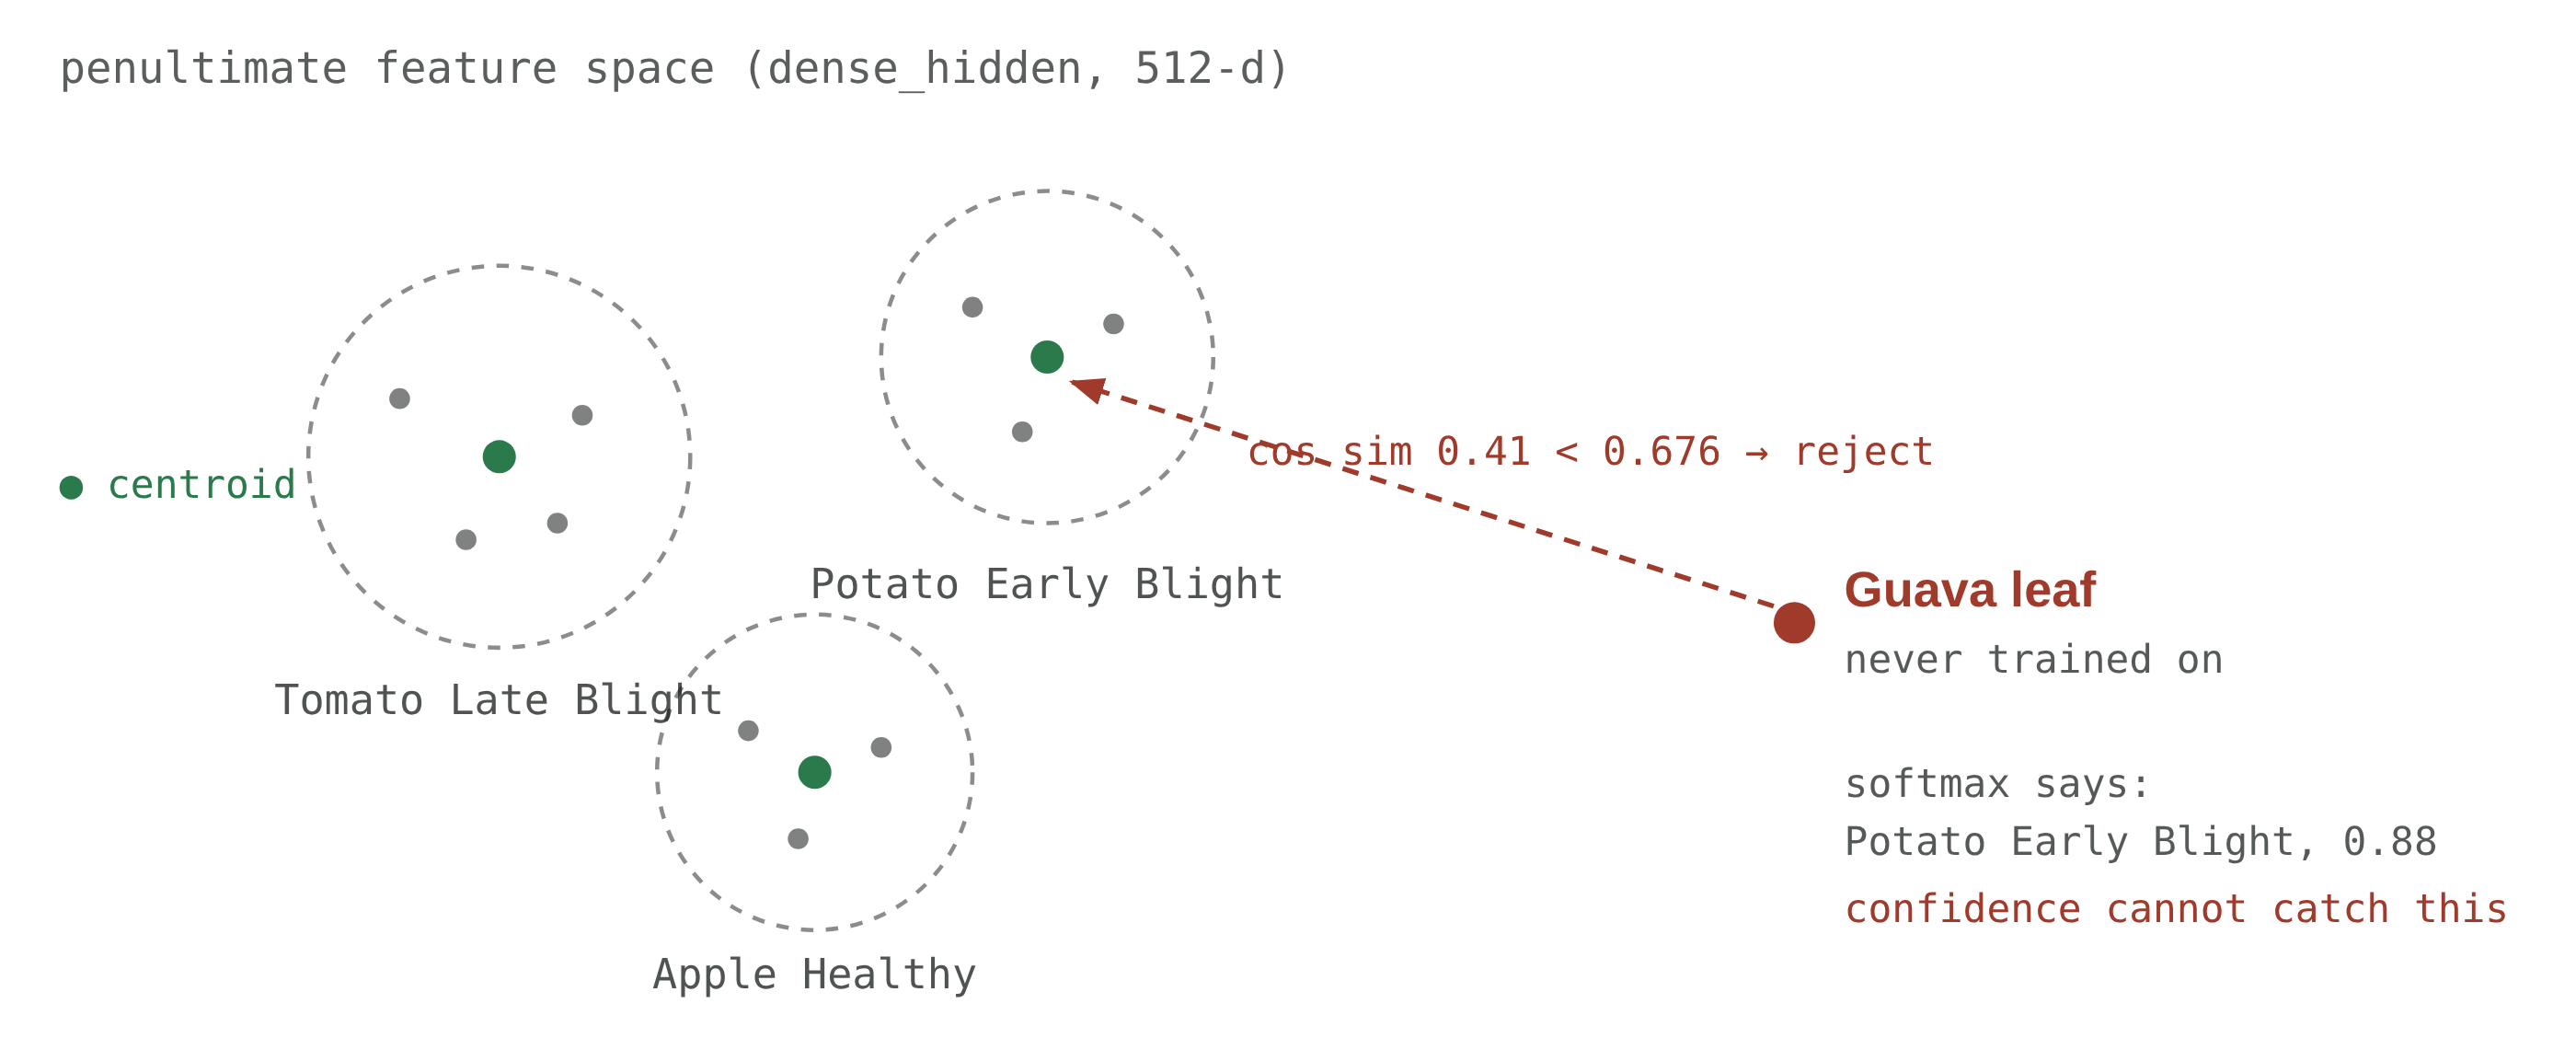 penultimate feature space (dense_hidden, 512-d)
cos sim 0.41 < 0.676 → reject
centroid
Potato Early Blight
Guava leaf
never trained on
Tomato Late Blight
softmax says:
Potato Early Blight, 0.88
confidence cannot catch this
Apple Healthy